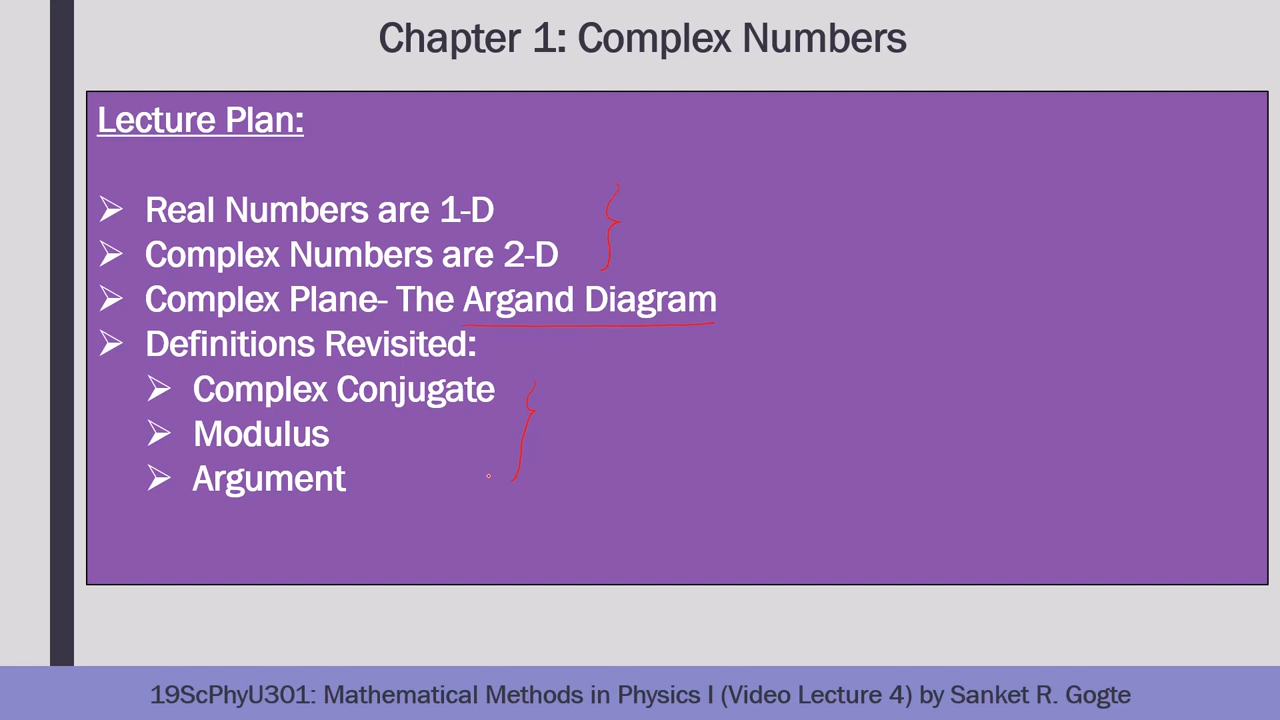 Chapter 1: Complex Numbers
Lecture Plan:
Real Numbers are 1-D
Complex Numbers are 2-D
Complex Plane- The Argand Diagram
Definitions Revisited:
Complex Conjugate
Modulus
Argument
19ScPhyU301: Mathematical Methods in Physics I (Video Lecture 4) by Sanket R. Gogte